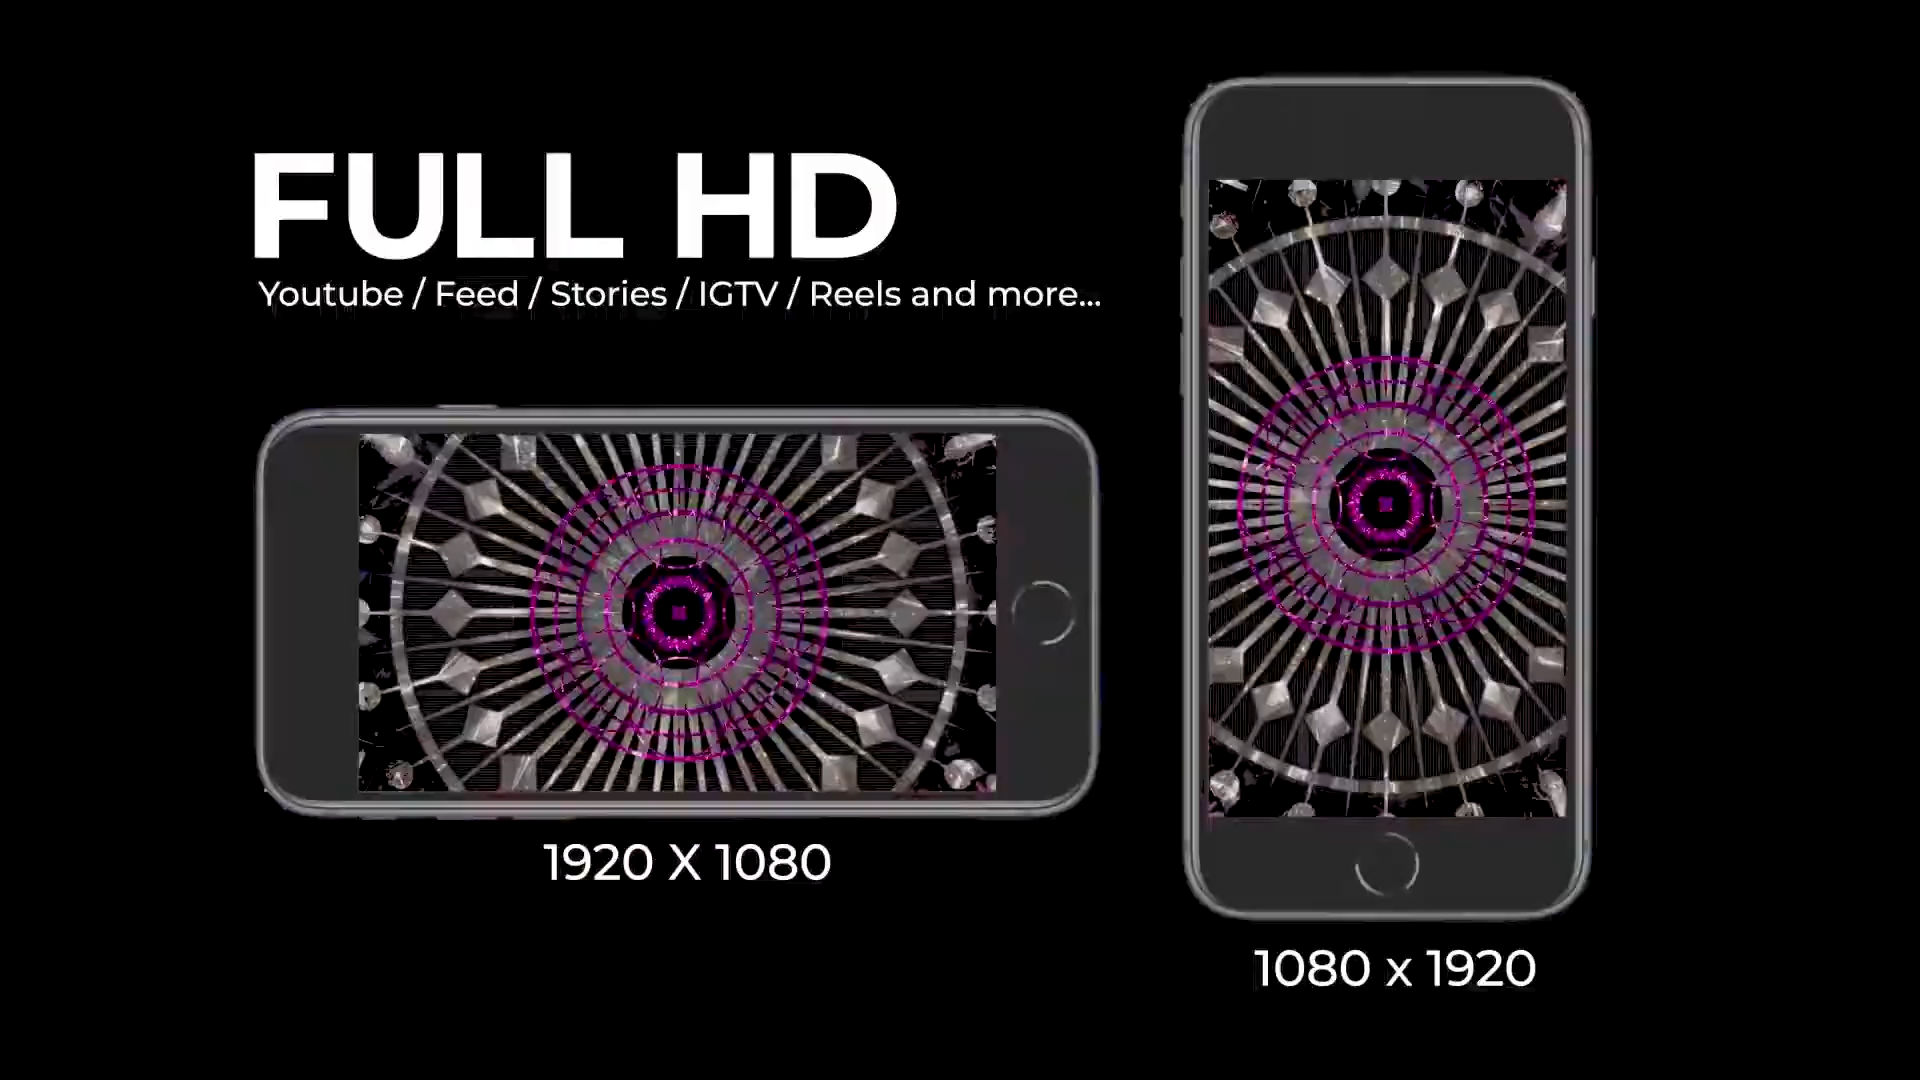 FULL HD
Youtube / Feed / Stories / IGTV / Reels and more...
1920 X 1080
1080 x 1920